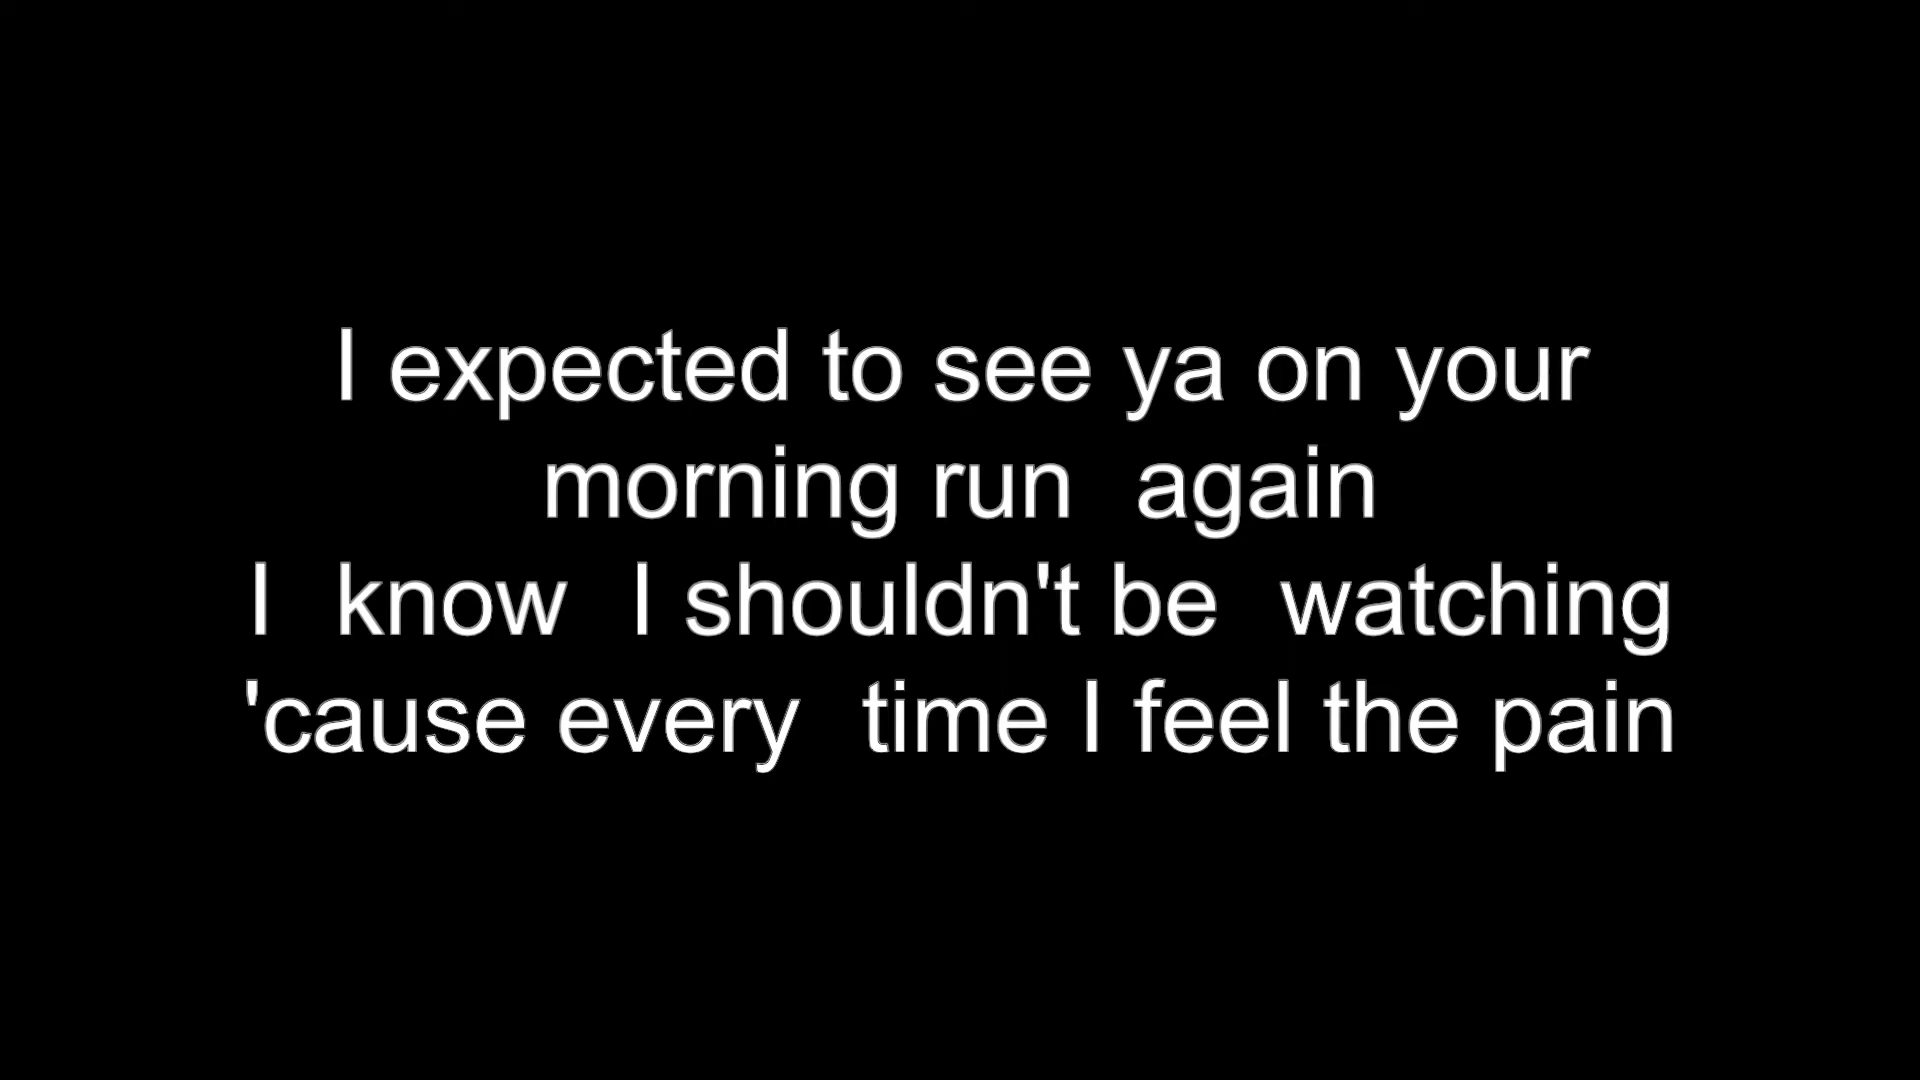 I expected to see ya on your
morning run  again
I  know  I shouldn't be  watching
'cause every  time I feel the pain